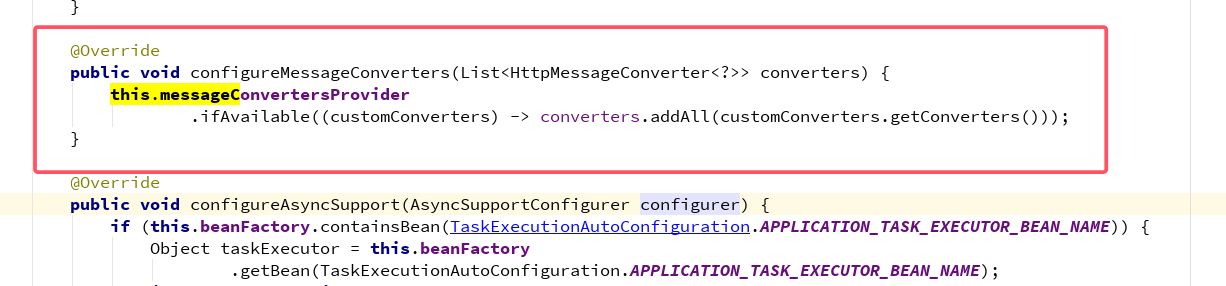 }
@Override
public void configureMessageConverters(List<HttpMessageConverter<?>> converters) {
this.messageConvertersProvider
.ifAvailable((customConverters) -> converters.addAll(customConverters.getConverters()));
}
@Override
public void configureAsyncSupport(AsyncSupportConfigurer configurer) {
if (this.beanFactory.containsBean(TaskExecutionAutoConfiguration.APPLICATION_TASK_EXECUTOR_BEAN_NAME)) {
Object taskExecutor = this.beanFactory
.getBean(TaskExecutionAutoConfiguration.APPLICATION_TASK_EXECUTOR_BEAN_NAME);